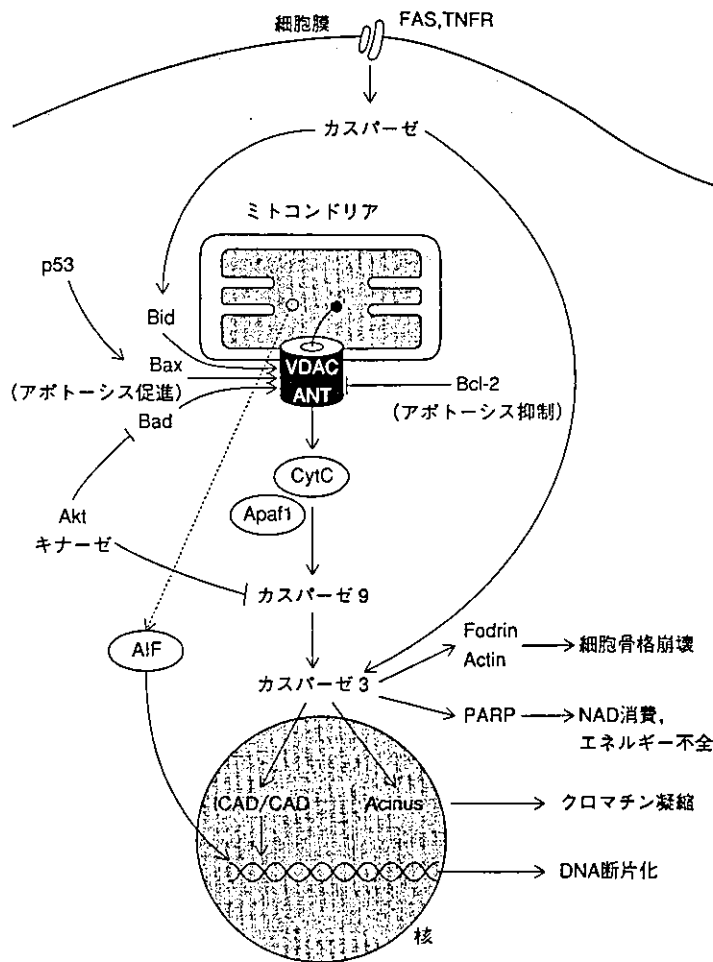 細胞膜
FAS,TNFR
カスパーゼ
ミトコンドリア
p53
Bid
Bax
(アポトーシス促進)
Bad
VDAC
ANT
Bcl-2
(アポトーシス抑制)
CytC
Apaf1
Akt
キナーゼ
カスパーゼ9
AIF
カスパーゼ3
Fodrin
Actin
細胞骨格崩壊
PARP
NAD消費,
エネルギー不全
ICAD/CAD
Acinus
クロマチン凝縮
DNA断片化
核